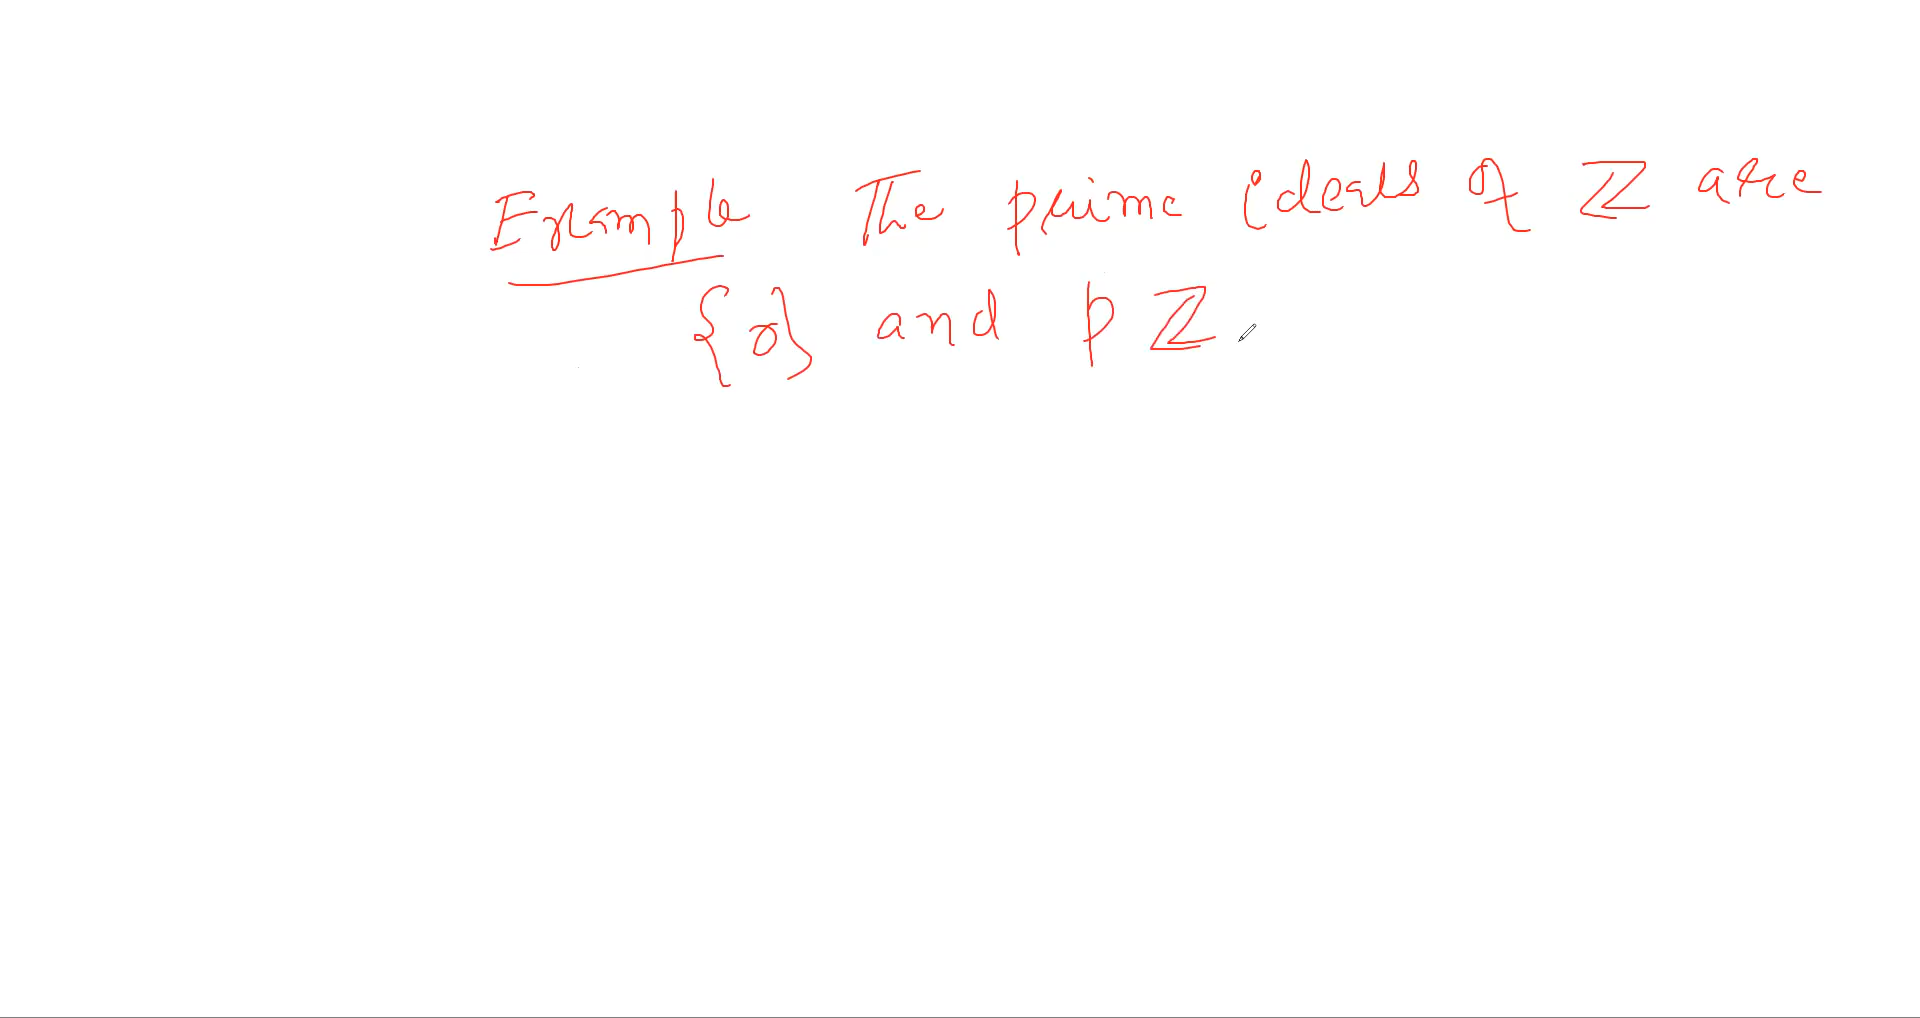 Example The prime ideals of ℤ are
{0} and pℤ.